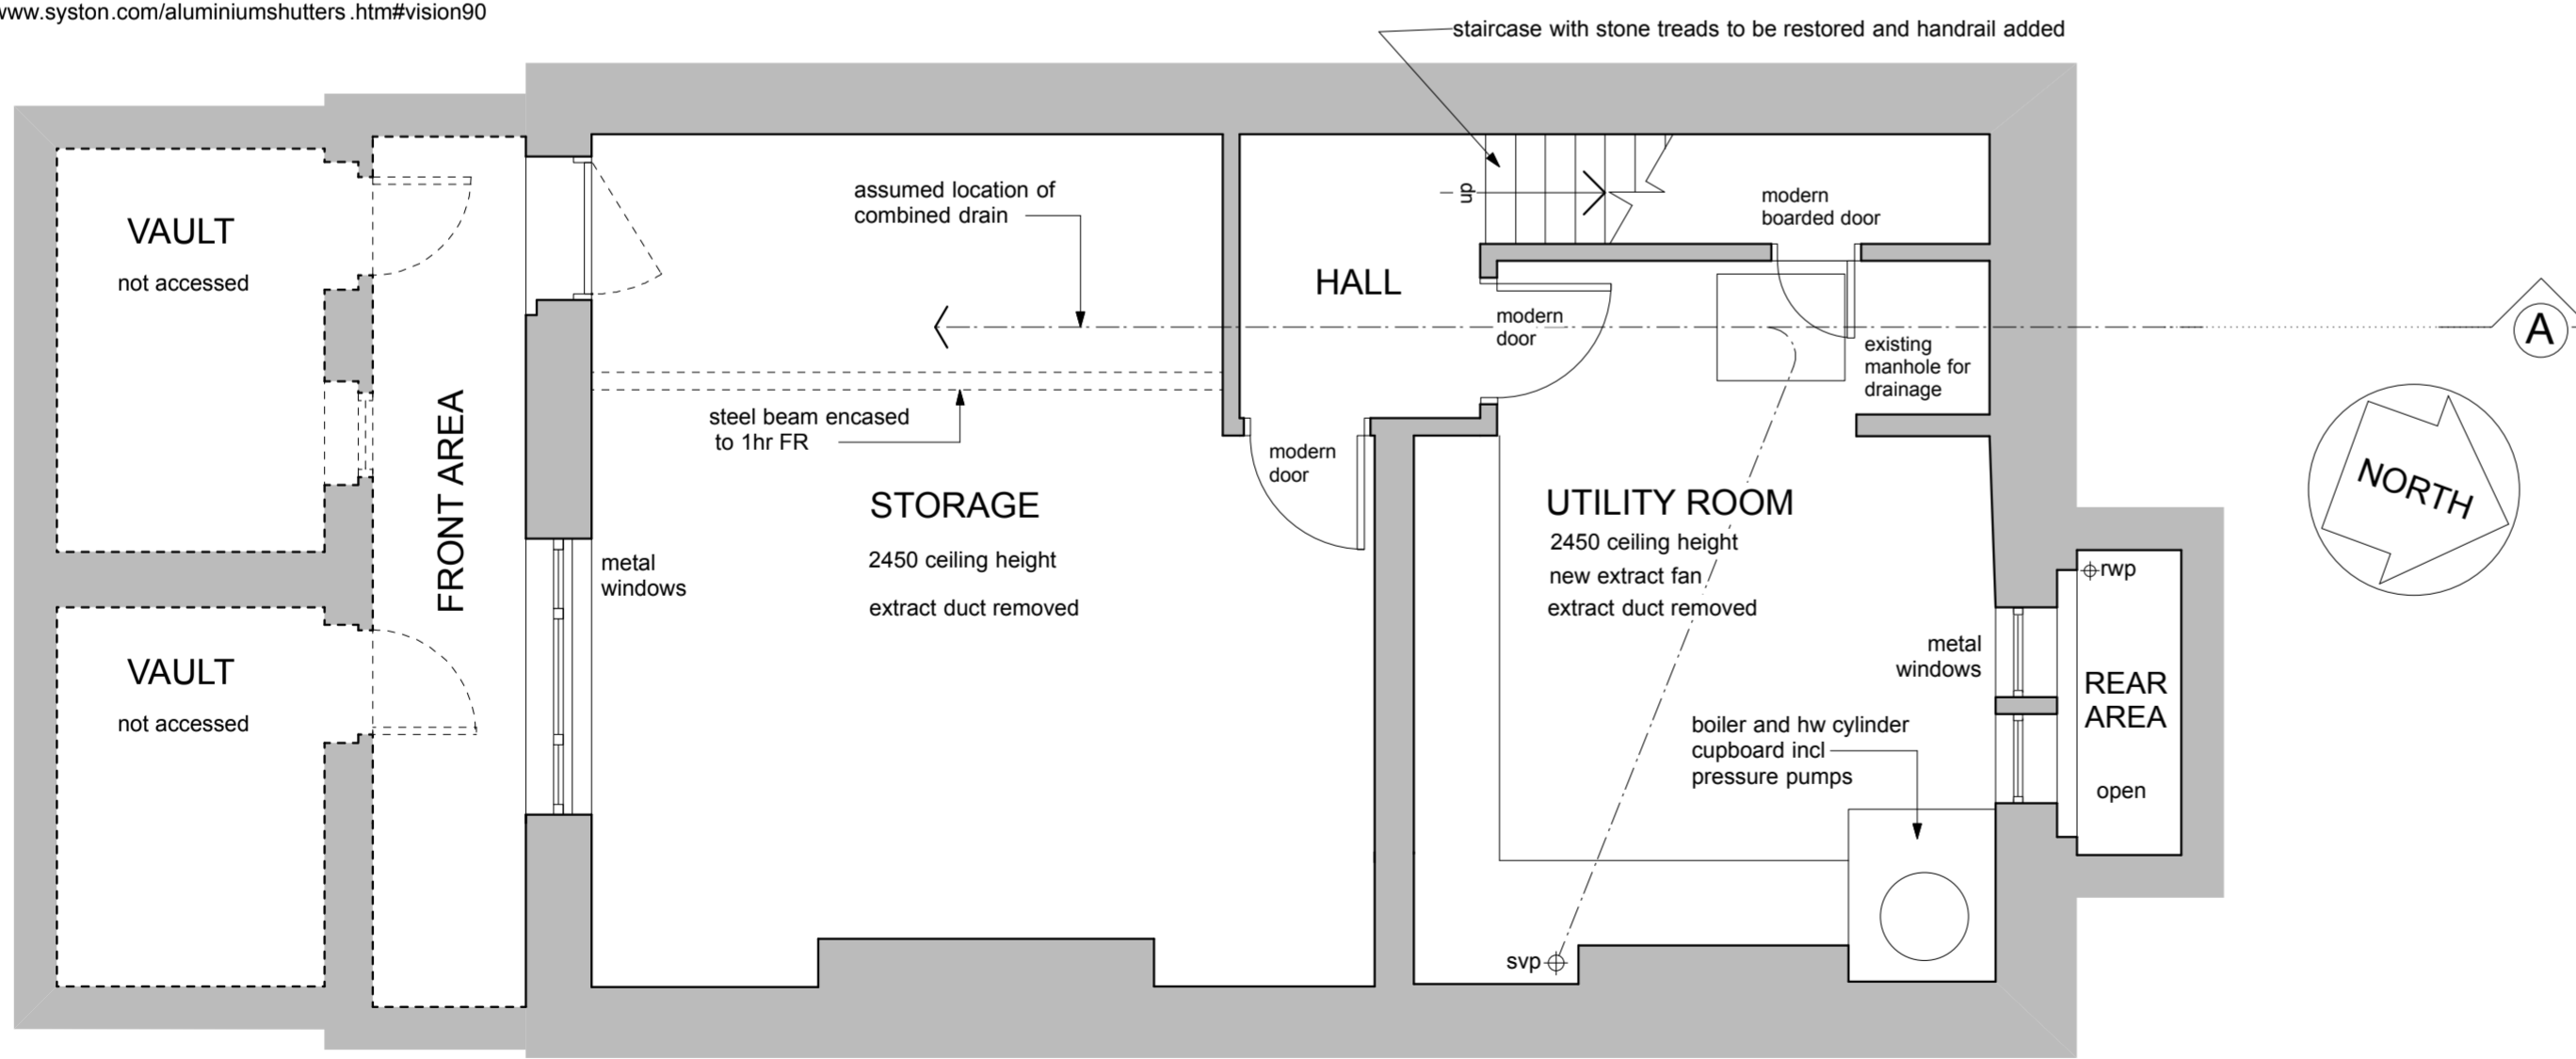 www.syston.com/aluminiumshutters.htm#vision90
staircase with stone treads to be restored and handrail added
VAULT
not accessed
assumed location of
combined drain
dn
modern
boarded door
HALL
modern
door
existing
manhole for
drainage
A
FRONT AREA
steel beam encased
to 1hr FR
modern
door
NORTH
STORAGE
2450 ceiling height
extract duct removed
metal
windows
UTILITY ROOM
2450 ceiling height
new extract fan
extract duct removed
rwp
metal
windows
REAR
AREA
open
VAULT
not accessed
boiler and hw cylinder
cupboard incl
pressure pumps
svp